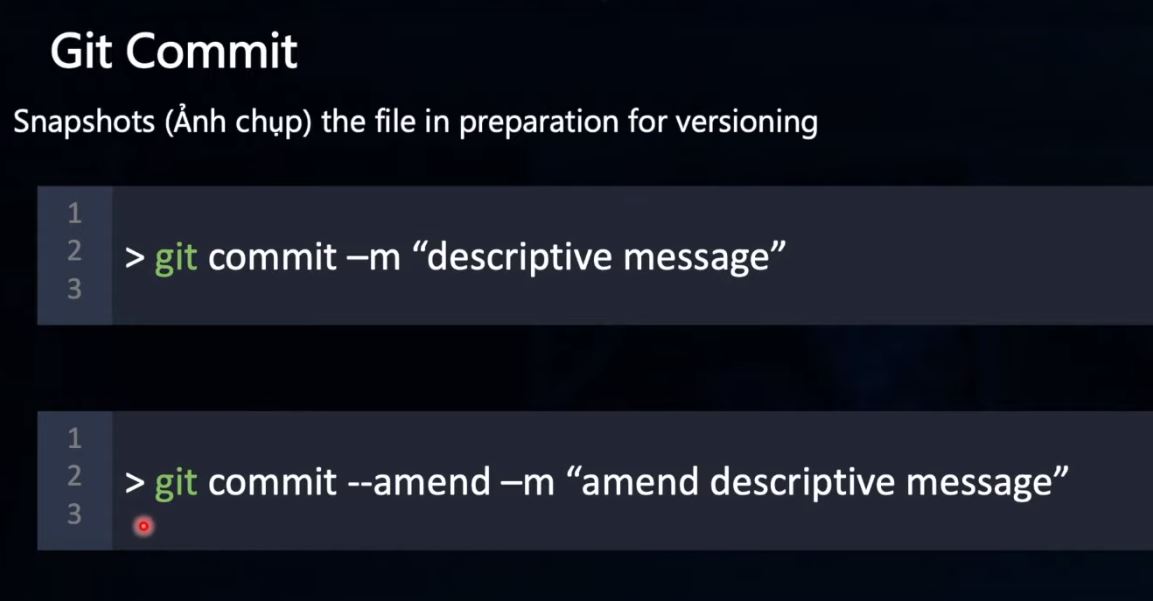 Git Commit
Snapshots (Ảnh chụp) the file in preparation for versioning
1
2 > git commit –m “descriptive message”
3
1
2 > git commit --amend –m “amend descriptive message”
3